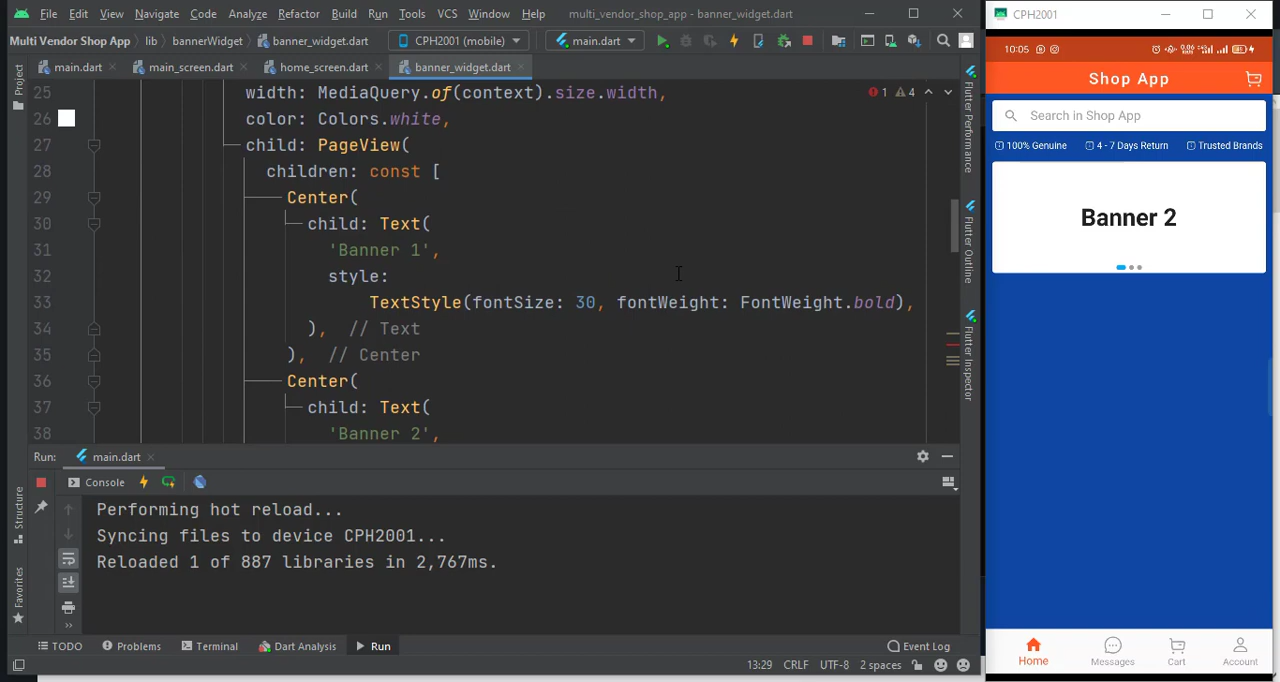 File Edit View Navigate Code Analyze Refactor Build Run Tools VCS Window Help multi_vendor_shop_app - banner_widget.dart
Multi Vendor Shop App lib bannerWidget banner_widget.dart CPH2001 (mobile) main.dart
main.dart main_screen.dart home_screen.dart banner_widget.dart
Project
25 width: MediaQuery.of(context).size.width,
1 4
26 color: Colors.white,
27 child: PageView(
28 children: const [
29 Center(
30 child: Text(
31 'Banner 1',
32 style:
33 TextStyle(fontSize: 30, fontWeight: FontWeight.bold),
34 ), // Text
35 ), // Center
36 Center(
37 child: Text(
38 'Banner 2',
Flutter Performance
Flutter Outline
Flutter Inspector
Run: main.dart
Console
Performing hot reload...
Syncing files to device CPH2001...
Reloaded 1 of 887 libraries in 2,767ms.
Structure
Favorites
TODO Problems Terminal Dart Analysis Run Event Log
13:29 CRLF UTF-8 2 spaces
CPH2001
10:05
Shop App
Search in Shop App
100% Genuine 4 - 7 Days Return Trusted Brands
Banner 2
Home Messages Cart Account